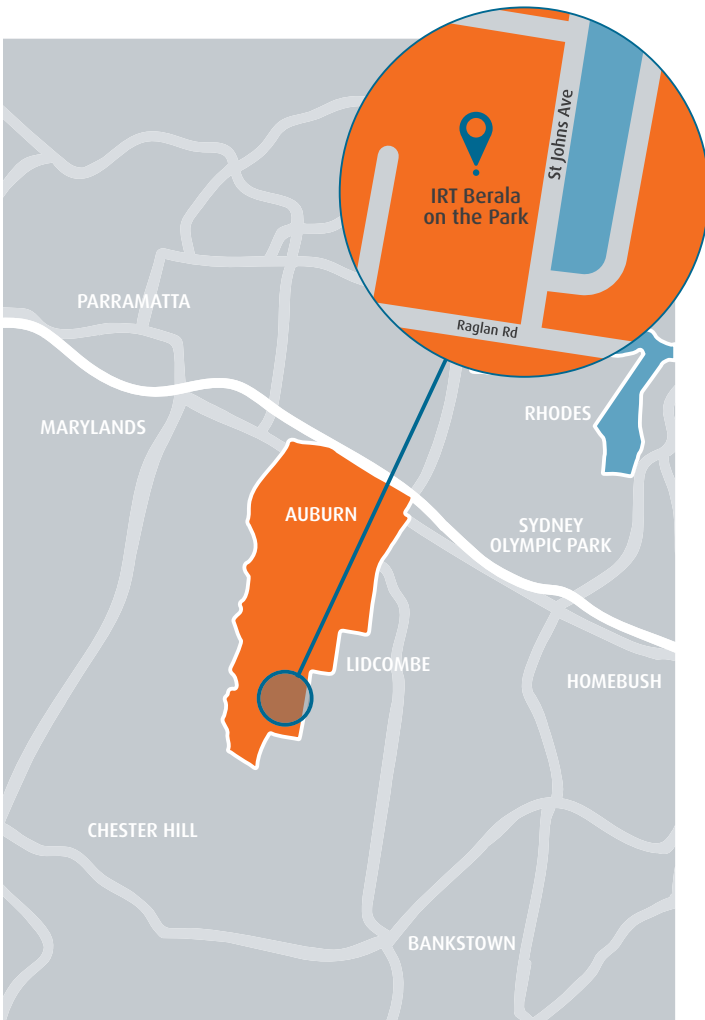 St Johns Ave
IRT Berala
on the Park
Raglan Rd
PARRAMATTA
MARYLANDS
RHODES
AUBURN
SYDNEY
OLYMPIC PARK
LIDCOMBE
HOMEBUSH
CHESTER HILL
BANKSTOWN